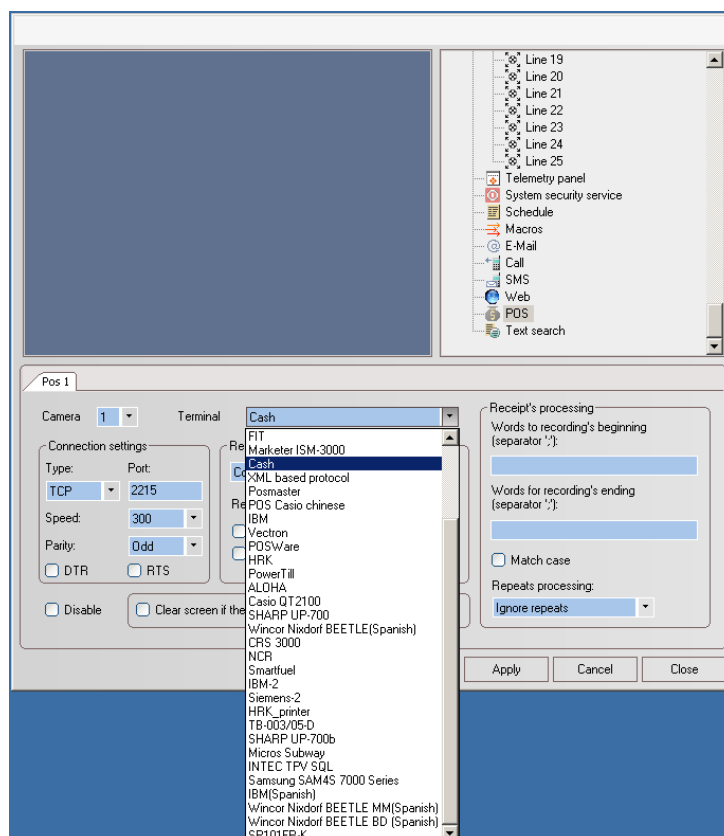 Line 19
Line 20
Line 21
Line 22
Line 23
Line 24
Line 25
Telemetry panel
System security service
Schedule
Macros
E-Mail
Call
SMS
Web
POS
Text search
Pos 1
Camera 1 Terminal Cash
Connection settings
Type: Port:
TCP 2215
Speed: 300
Parity: Odd
DTR RTS
Disable Clear screen if the
Re
Co
Re
FIT
Marketer ISM-3000
Cash
XML based protocol
Posmaster
POS Casio chinese
IBM
Vectron
POSWare
HRK
PowerTill
ALOHA
Casio QT2100
SHARP UP-700
Wincor Nixdorf BEETLE(Spanish)
CRS 3000
NCR
Smartfuel
IBM-2
Siemens-2
HRK_printer
TB-003/05-D
SHARP UP-700b
Micros Subway
INTEC TPV SQL
Samsung SAM4S 7000 Series
IBM(Spanish)
Wincor Nixdorf BEETLE MM(Spanish)
Wincor Nixdorf BEETLE BD (Spanish)
Receipt's processing
Words to recording's beginning
(separator ';'):
Words for recording's ending
(separator ';'):
Match case
Repeats processing:
Ignore repeats
Apply Cancel Close